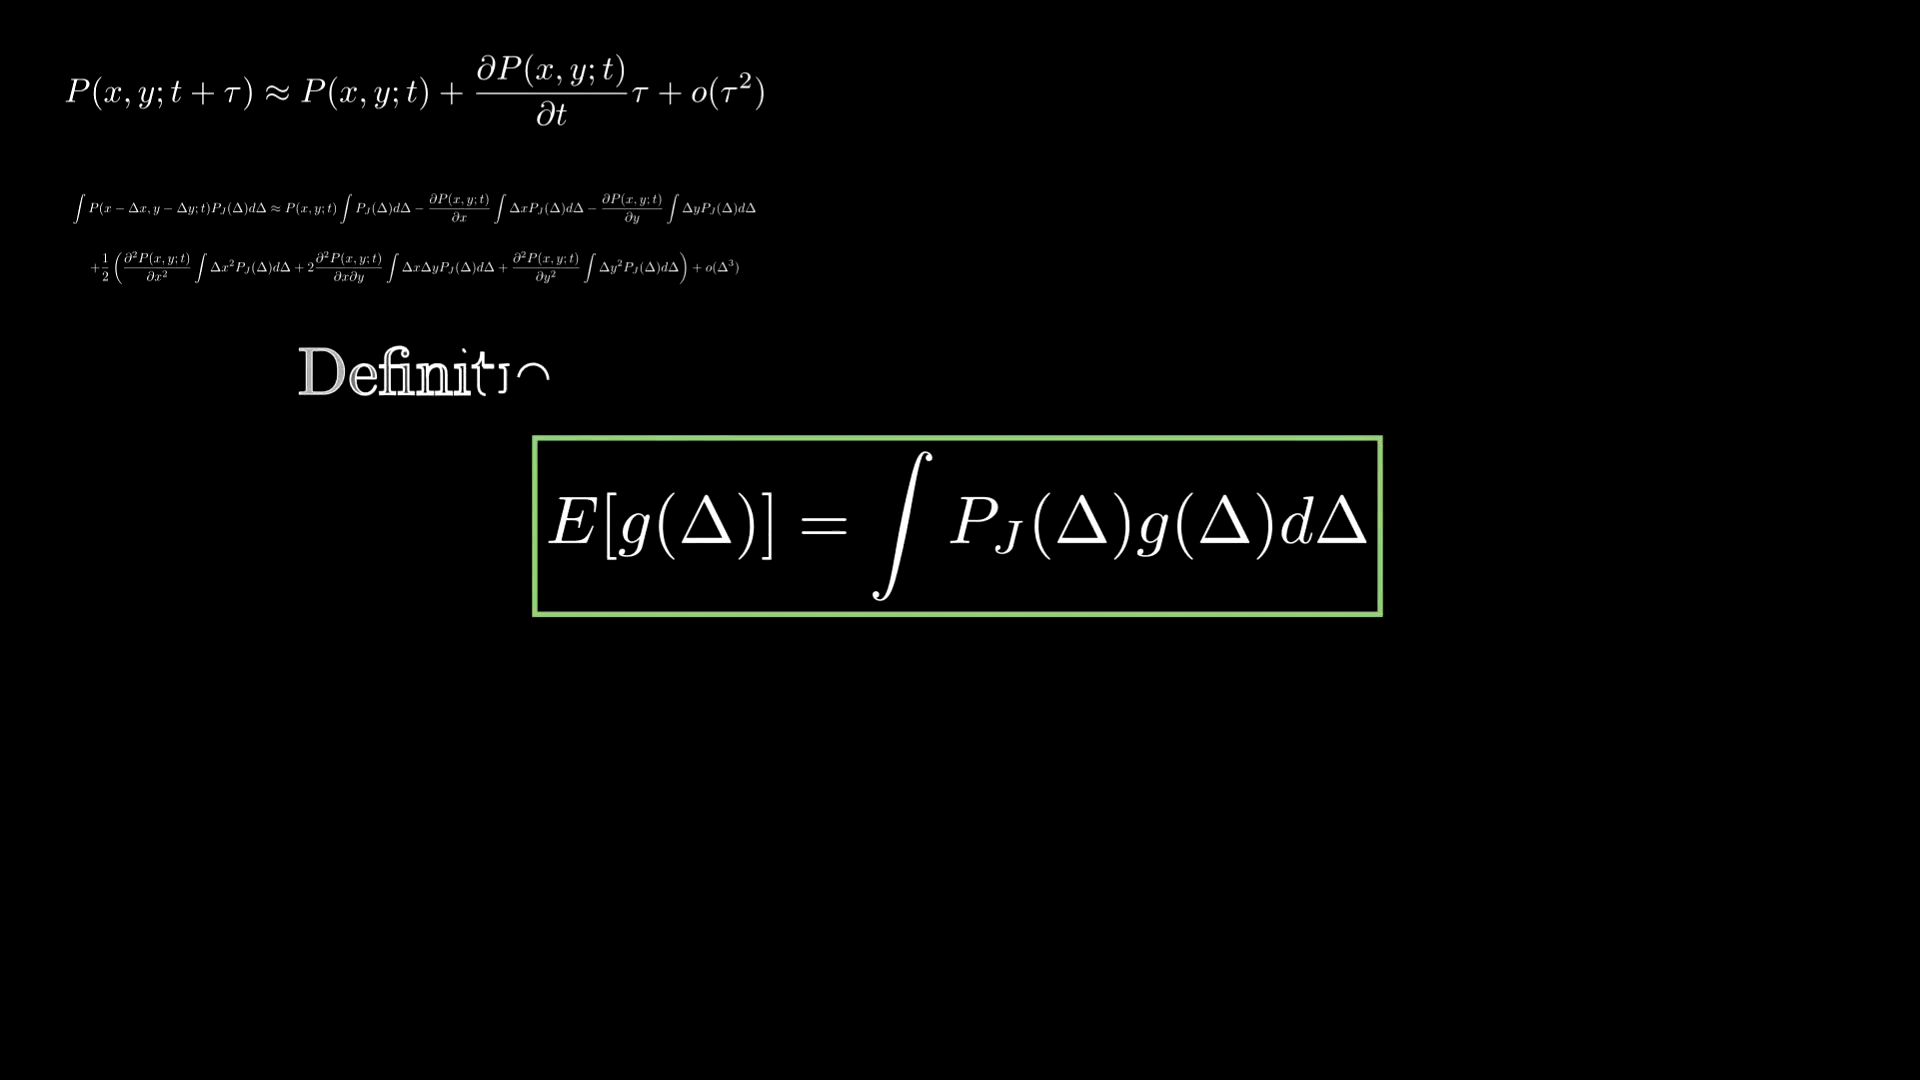 P(x, y; t + τ) ≈ P(x, y; t) + ∂P(x, y; t)/∂t τ + o(τ²)
∫ P(x − Δx, y − Δy; t)P_J(Δ)dΔ ≈ P(x, y; t) ∫ P_J(Δ)dΔ − ∂P(x, y; t)/∂x ∫ ΔxP_J(Δ)dΔ − ∂P(x, y; t)/∂y ∫ ΔyP_J(Δ)dΔ
+ 1/2 (∂²P(x, y; t)/∂x² ∫ Δx²P_J(Δ)dΔ + 2 ∂²P(x, y; t)/∂x∂y ∫ ΔxΔyP_J(Δ)dΔ + ∂²P(x, y; t)/∂y² ∫ Δy²P_J(Δ)dΔ) + o(Δ³)
E[g(Δ)] = ∫ P_J(Δ)g(Δ)dΔ